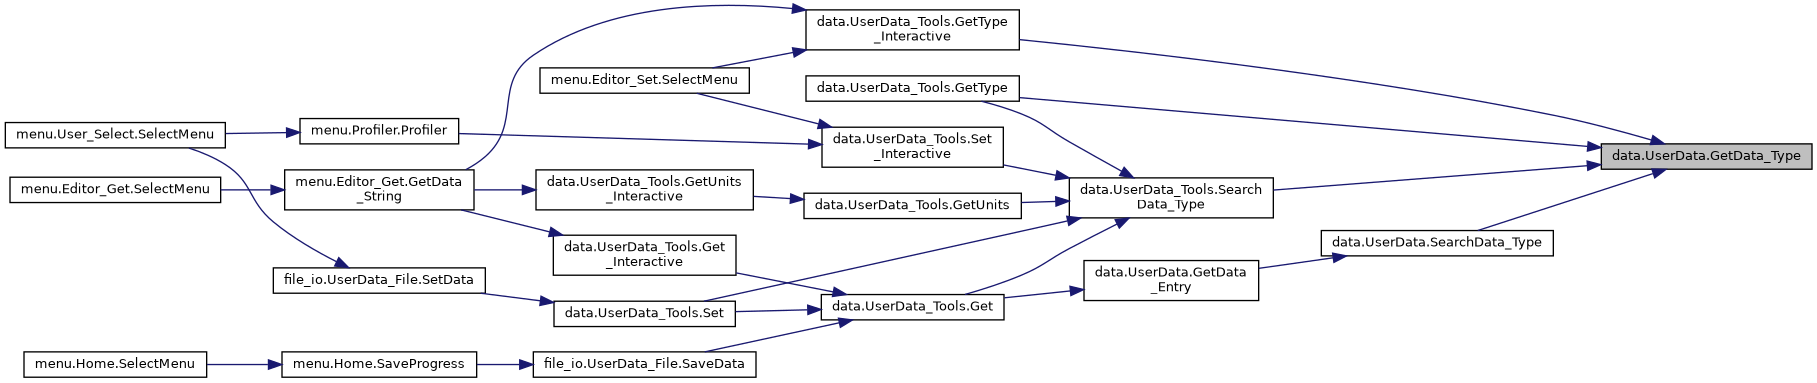 data.UserData_Tools.GetType
_Interactive
menu.Editor_Set.SelectMenu
data.UserData_Tools.GetType
menu.User_Select.SelectMenu
menu.Profiler.Profiler
data.UserData_Tools.Set
_Interactive
data.UserData.GetData_Type
menu.Editor_Get.SelectMenu
menu.Editor_Get.GetData
_String
data.UserData_Tools.GetUnits
_Interactive
data.UserData_Tools.GetUnits
data.UserData_Tools.Search
Data_Type
data.UserData_Tools.Get
_Interactive
data.UserData.SearchData_Type
file_io.UserData_File.SetData
data.UserData.GetData
_Entry
data.UserData_Tools.Set
data.UserData_Tools.Get
menu.Home.SelectMenu
menu.Home.SaveProgress
file_io.UserData_File.SaveData